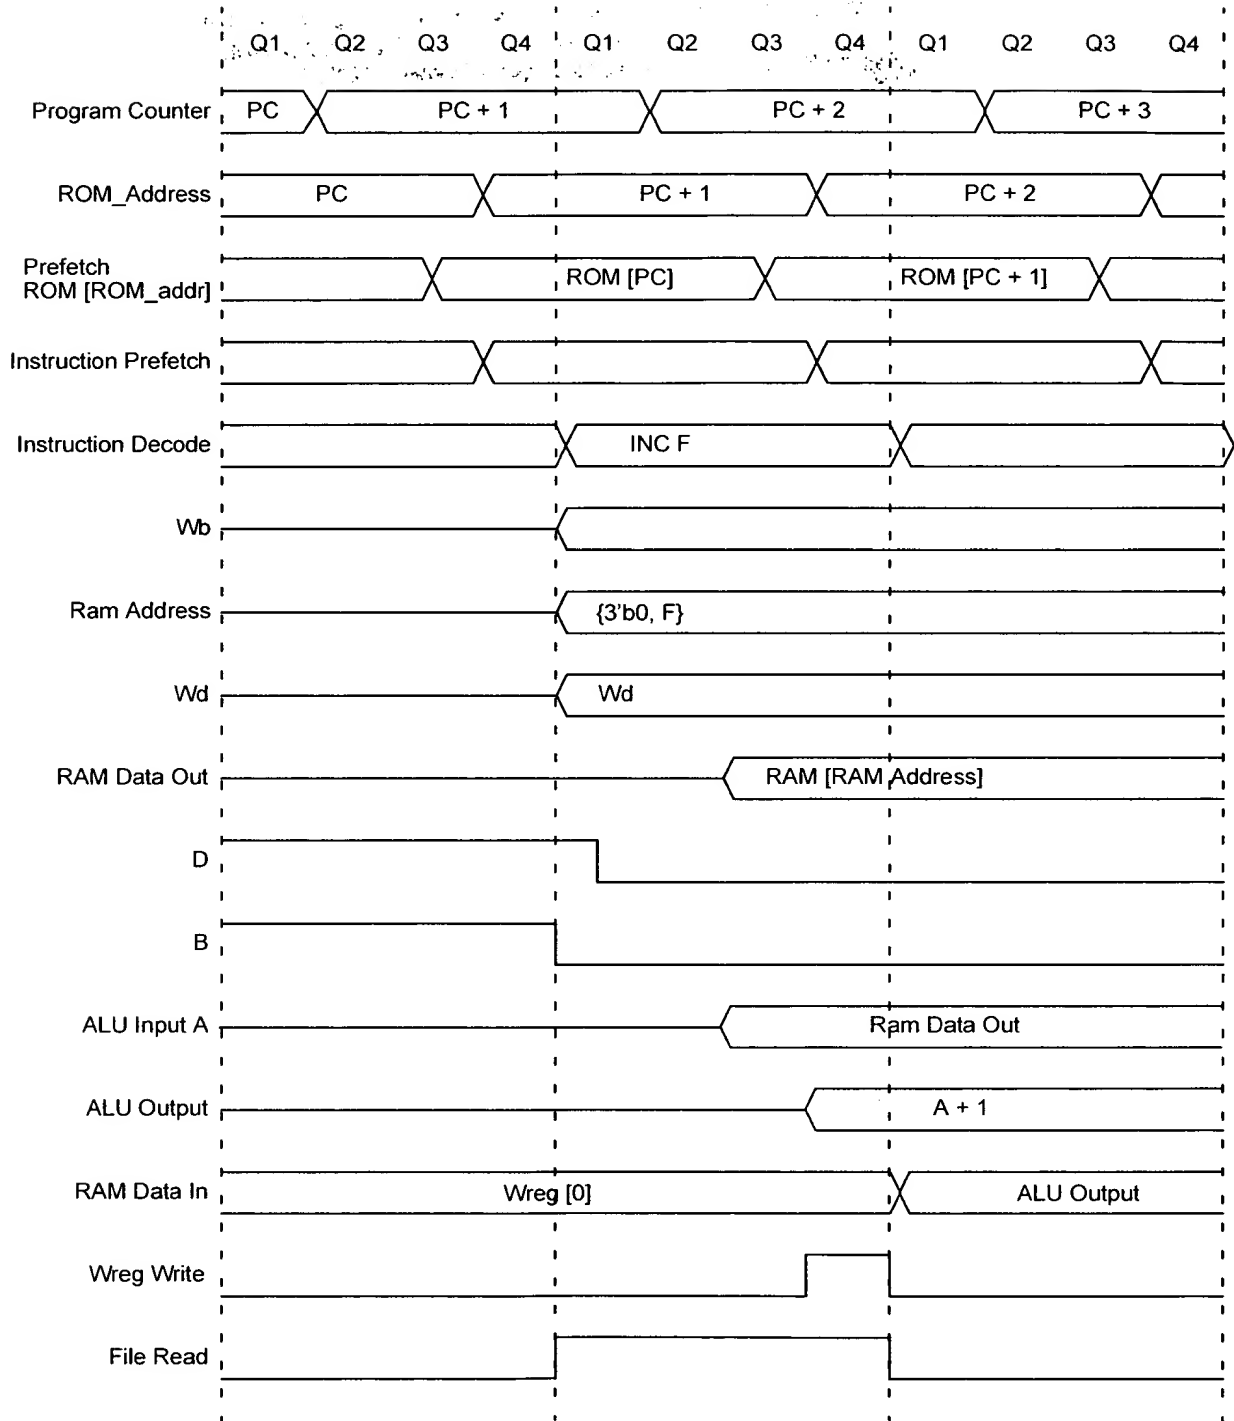 Q1 Q2 Q3 Q4 Q1 Q2 Q3 Q4 Q1 Q2 Q3 Q4
Program Counter PC PC + 1 PC + 2 PC + 3
ROM_Address PC PC + 1 PC + 2
Prefetch
ROM [ROM_addr] ROM [PC] ROM [PC + 1]
Instruction Prefetch
Instruction Decode INC F
Wb
Ram Address {3'b0, F}
Wd Wd
RAM Data Out RAM [RAM Address]
D
B
ALU Input A Ram Data Out
ALU Output A + 1
RAM Data In Wreg [0] ALU Output
Wreg Write
File Read